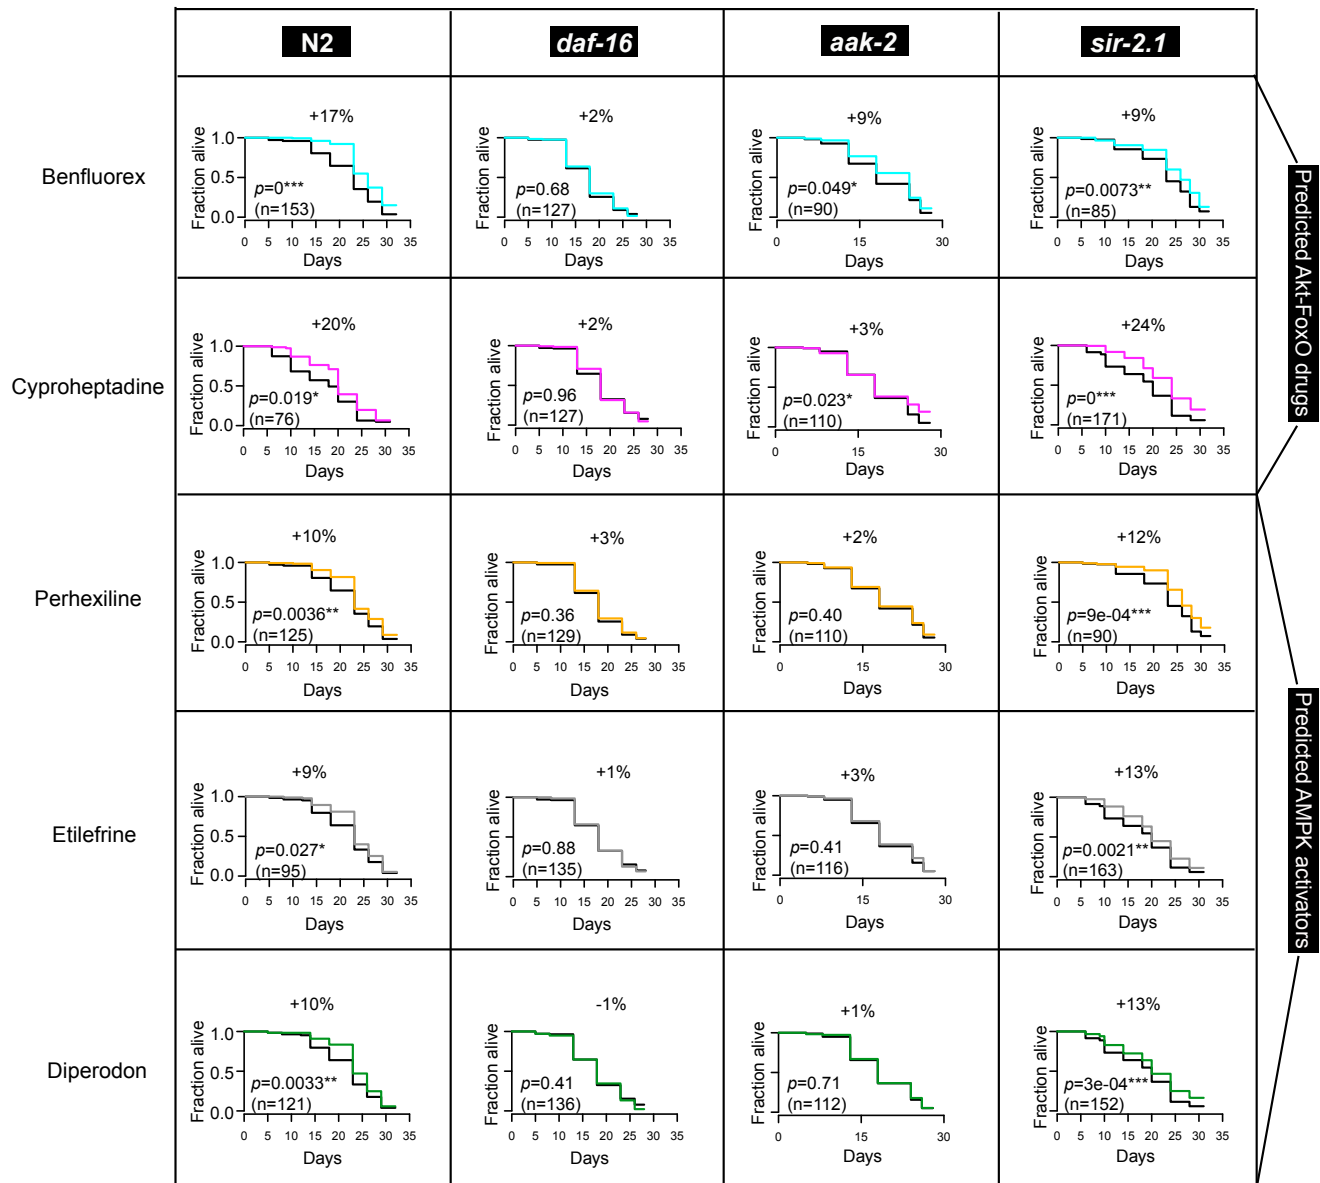 N2
daf-16
aak-2
sir-2.1
Benfluorex
+17%
Fraction alive
1.0
0.5
0.0
p=0***
(n=153)
0 5 10 15 20 25 30 35
Days
+2%
Fraction alive
p=0.68
(n=127)
0 5 10 15 20 25 30 35
Days
+9%
Fraction alive
p=0.049*
(n=90)
15 30
Days
+9%
Fraction alive
p=0.0073**
(n=85)
0 5 10 15 20 25 30 35
Days
Cyproheptadine
+20%
Fraction alive
1.0
0.5
0.0
p=0.019*
(n=76)
0 5 10 15 20 25 30 35
Days
+2%
Fraction alive
p=0.96
(n=127)
0 5 10 15 20 25 30 35
Days
+3%
Fraction alive
p=0.023*
(n=110)
15 30
Days
+24%
Fraction alive
p=0***
(n=171)
0 5 10 15 20 25 30 35
Days
Predicted Akt-FoxO drugs
Perhexiline
+10%
Fraction alive
1.0
0.5
0.0
p=0.0036**
(n=125)
0 5 10 15 20 25 30 35
Days
+3%
Fraction alive
p=0.36
(n=129)
0 5 10 15 20 25 30 35
Days
+2%
Fraction alive
p=0.40
(n=110)
0 15 30
Days
+12%
Fraction alive
p=9e-04***
(n=90)
0 5 10 15 20 25 30 35
Days
Etilefrine
+9%
Fraction alive
1.0
0.5
0.0
p=0.027*
(n=95)
0 5 10 15 20 25 30 35
Days
+1%
Fraction alive
p=0.88
(n=135)
0 5 10 15 20 25 30 35
Days
+3%
Fraction alive
p=0.41
(n=116)
0 15 30
Days
+13%
Fraction alive
p=0.0021**
(n=163)
0 5 10 15 20 25 30 35
Days
Diperodon
+10%
Fraction alive
1.0
0.5
0.0
p=0.0033**
(n=121)
0 5 10 15 20 25 30 35
Days
-1%
Fraction alive
p=0.41
(n=136)
0 5 10 15 20 25 30 35
Days
+1%
Fraction alive
p=0.71
(n=112)
0 15 30
Days
+13%
Fraction alive
p=3e-04***
(n=152)
0 5 10 15 20 25 30 35
Days
Predicted AMPK activators